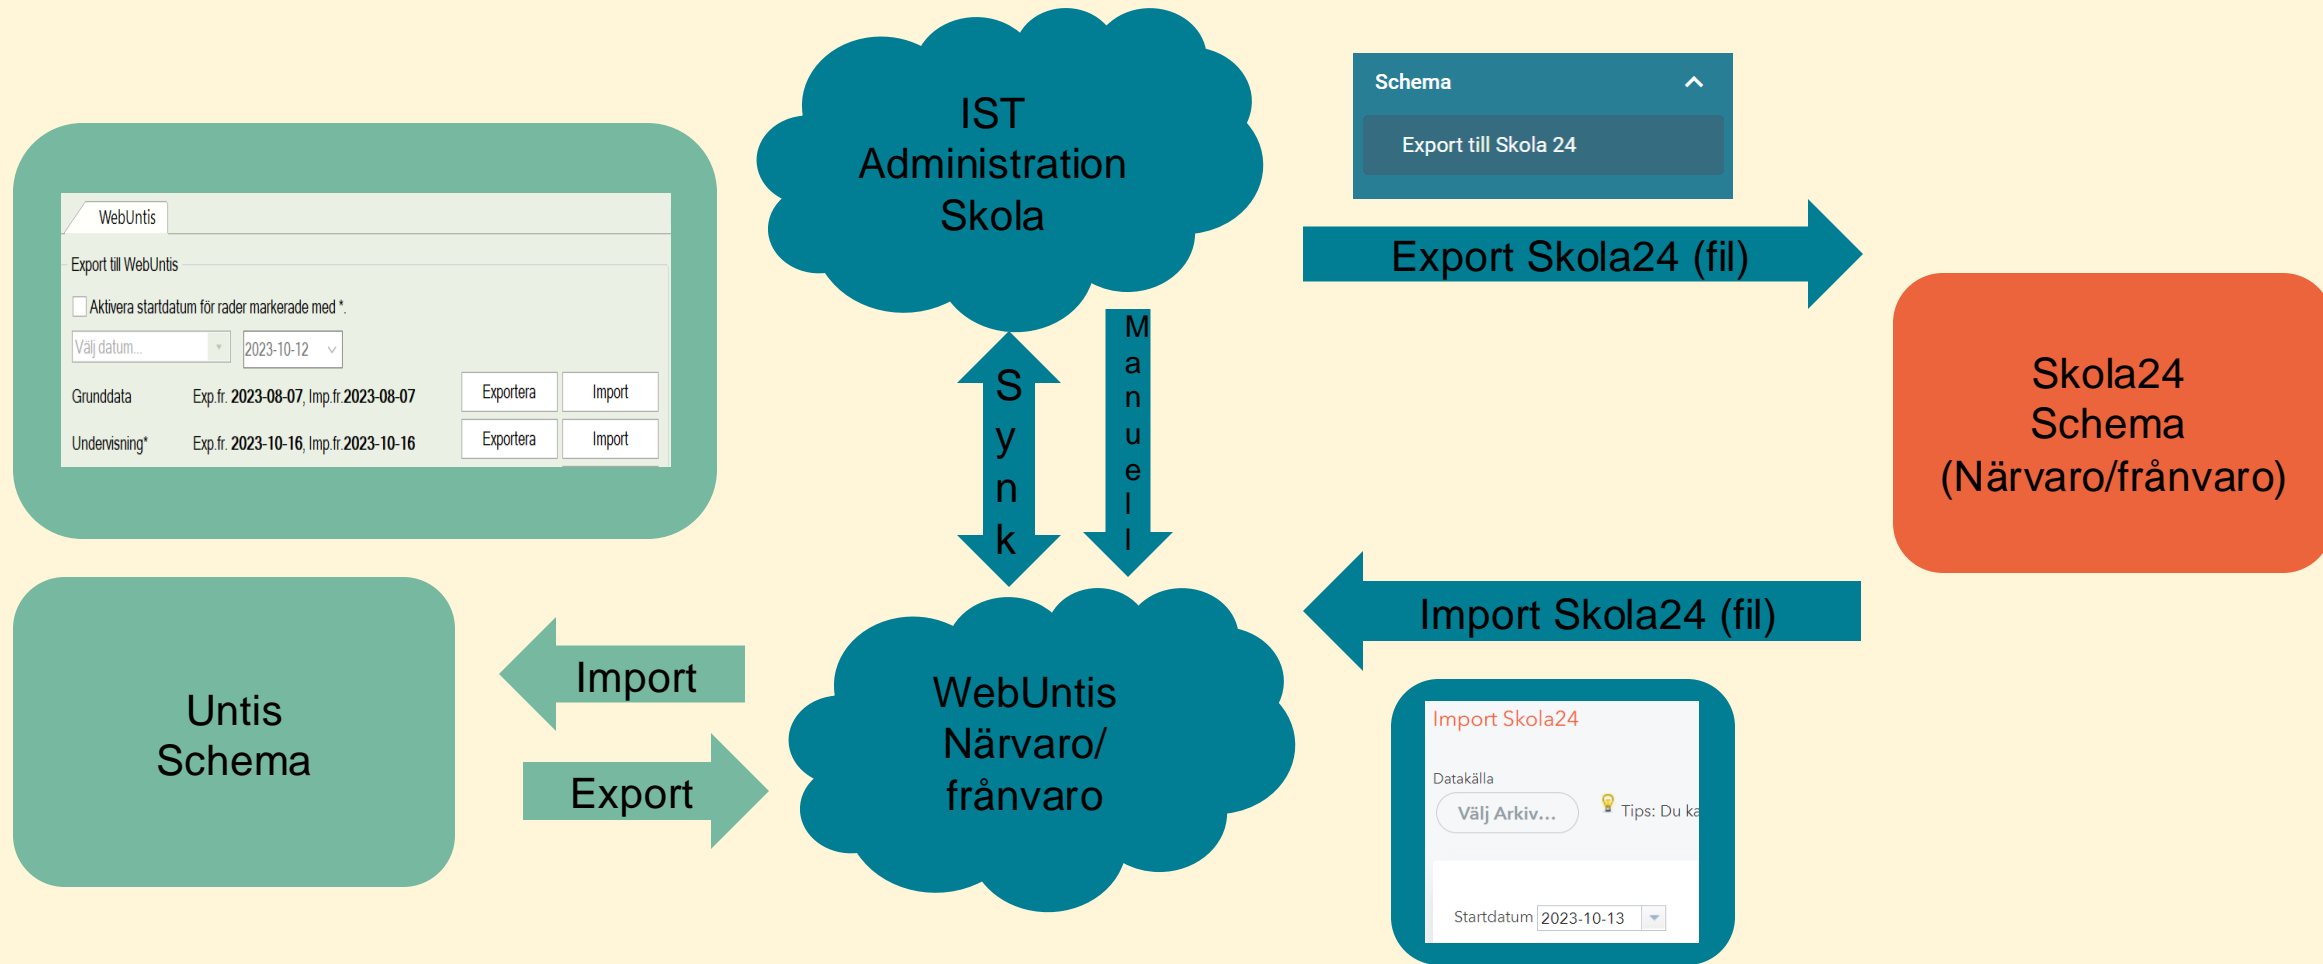 IST
Administration
Skola
Schema
Export till Skola 24
WebUntis
Export till WebUntis
Aktivera startdatum för rader markerade med *.
Välj datum...
2023-10-12
Grunddata Exp.fr. 2023-08-07, Imp.fr.2023-08-07 Exportera Import
Undervisning* Exp.fr. 2023-10-16, Imp.fr.2023-10-16 Exportera Import
Export Skola24 (fil)
Synk
Manuell
Skola24
Schema
(Närvaro/frånvaro)
Import Skola24 (fil)
Untis
Schema
Import
Export
WebUntis
Närvaro/
frånvaro
Import Skola24
Datakälla
Välj Arkiv...
Tips: Du ka
Startdatum 2023-10-13